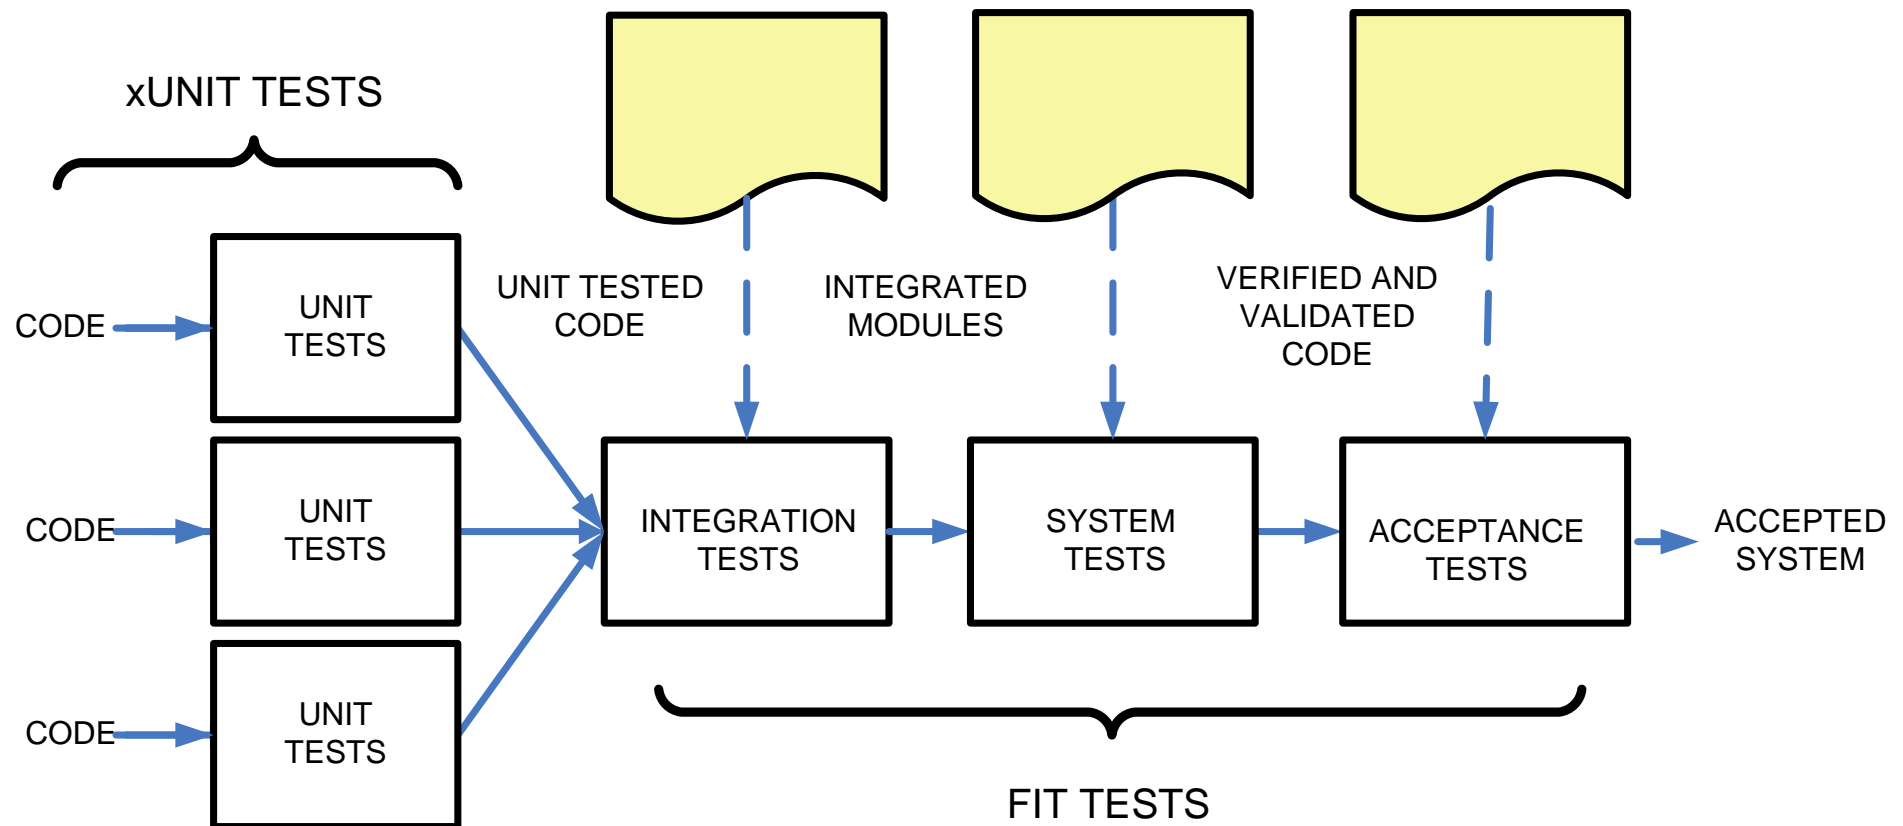 xUNIT TESTS
CODE
UNIT
TESTS
CODE
UNIT
TESTS
CODE
UNIT
TESTS
UNIT TESTED
CODE
INTEGRATED
MODULES
VERIFIED AND
VALIDATED
CODE
INTEGRATION
TESTS
SYSTEM
TESTS
ACCEPTANCE
TESTS
ACCEPTED
SYSTEM
FIT TESTS